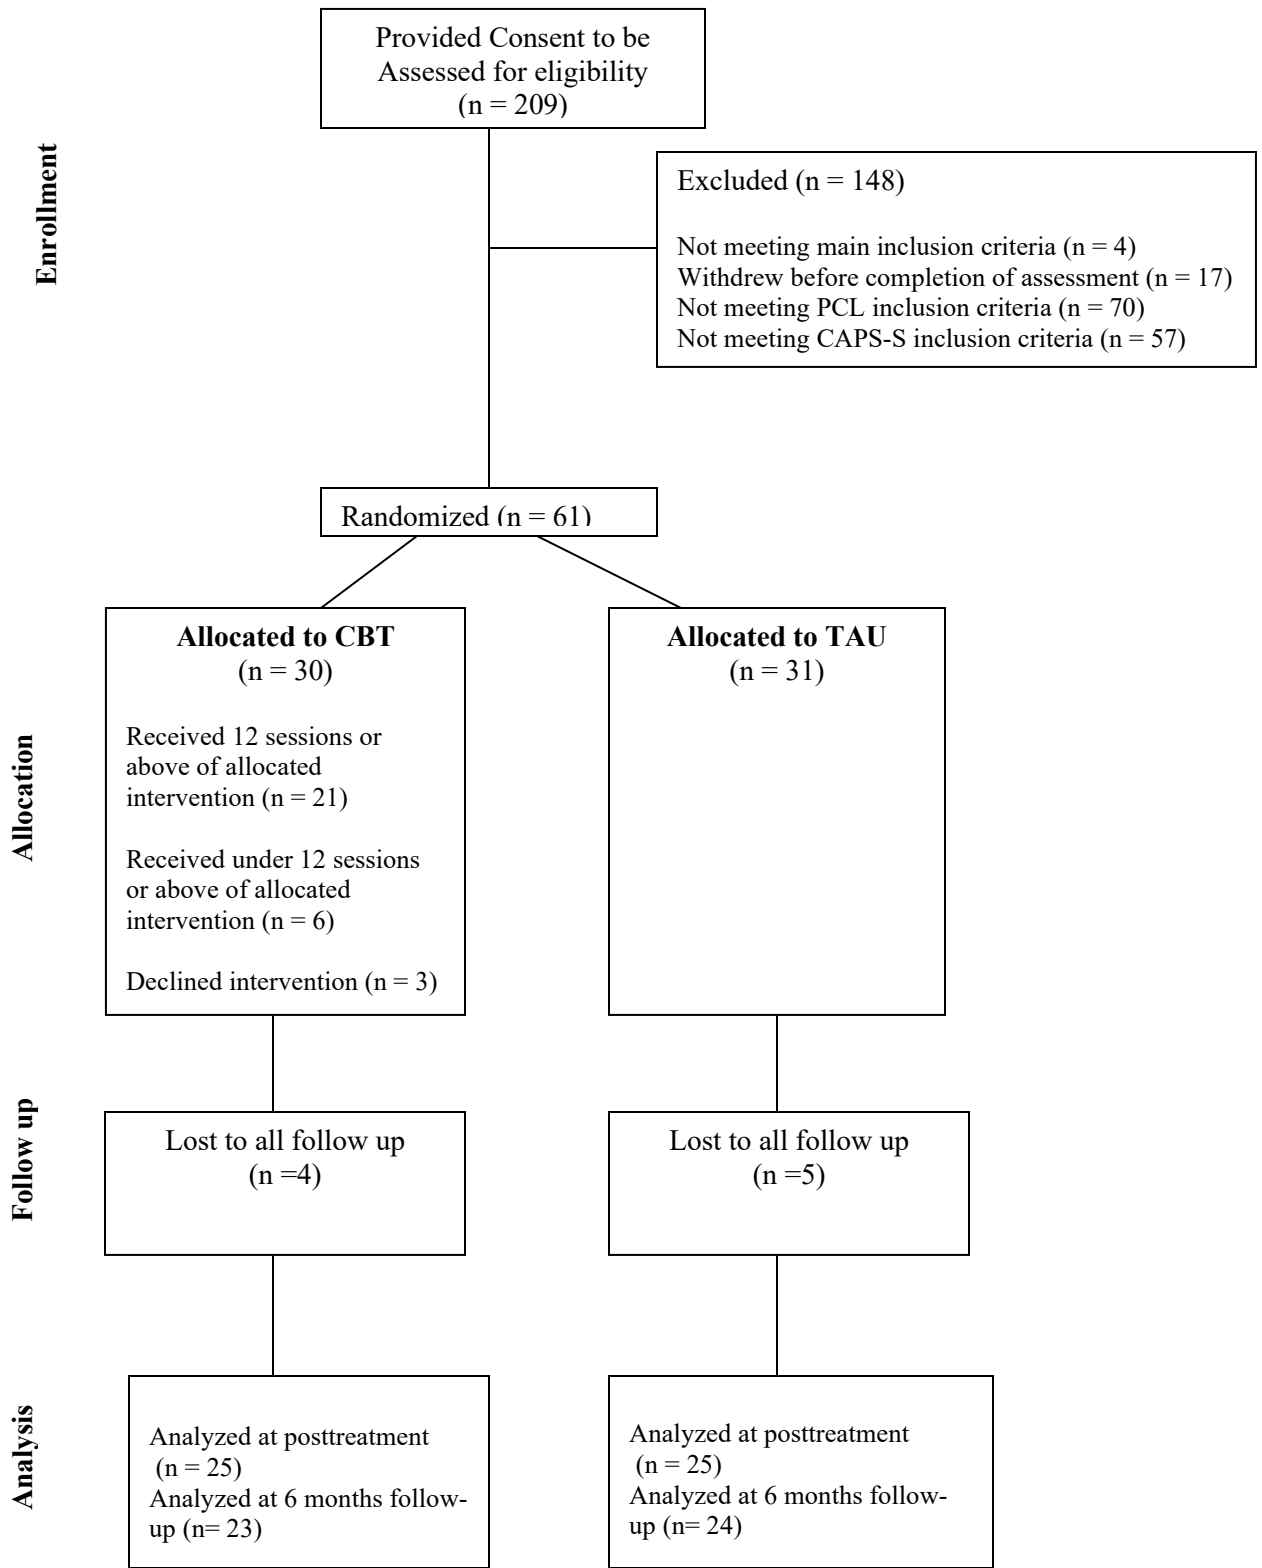 Provided Consent to be
Assessed for eligibility
(n = 209)
Enrollment
Excluded (n = 148)
Not meeting main inclusion criteria (n = 4)
Withdrew before completion of assessment (n = 17)
Not meeting PCL inclusion criteria (n = 70)
Not meeting CAPS-S inclusion criteria (n = 57)
Randomized (n = 61)
Allocation
Allocated to CBT
(n = 30)
Received 12 sessions or
above of allocated
intervention (n = 21)
Received under 12 sessions
or above of allocated
intervention (n = 6)
Declined intervention (n = 3)
Allocated to TAU
(n = 31)
Follow up
Lost to all follow up
(n =4)
Lost to all follow up
(n =5)
Analysis
Analyzed at posttreatment
(n = 25)
Analyzed at 6 months follow-
up (n= 23)
Analyzed at posttreatment
(n = 25)
Analyzed at 6 months follow-
up (n= 24)